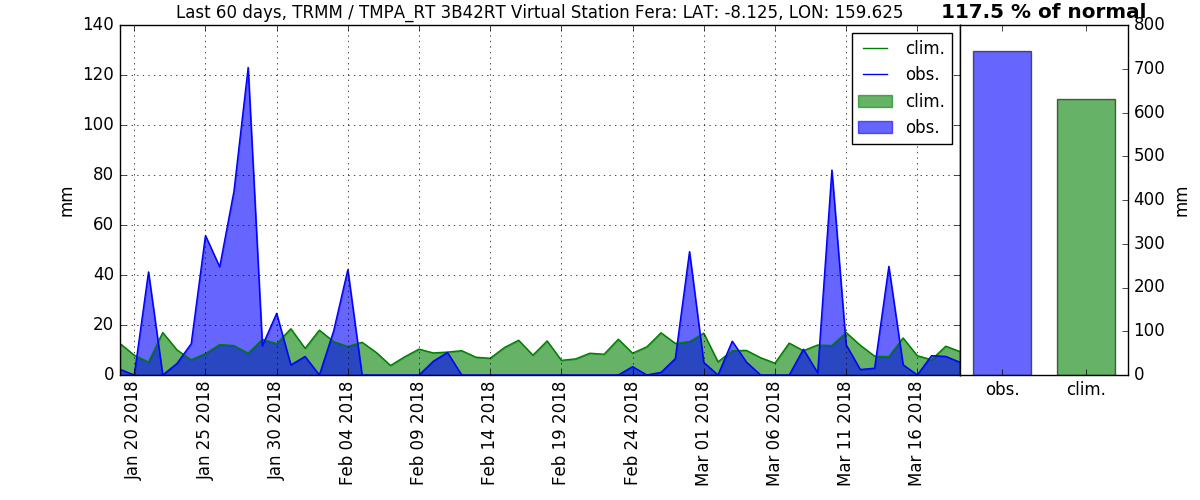 Last 60 days, TRMM / TMPA_RT 3B42RT Virtual Station Fera: LAT: -8.125, LON: 159.625
117.5 % of normal
140
120
100
80
60
40
20
0
mm
clim.
obs.
clim.
obs.
800
700
600
500
400
300
200
100
0
mm
Jan 20 2018
Jan 25 2018
Jan 30 2018
Feb 04 2018
Feb 09 2018
Feb 14 2018
Feb 19 2018
Feb 24 2018
Mar 01 2018
Mar 06 2018
Mar 11 2018
Mar 16 2018
obs.
clim.